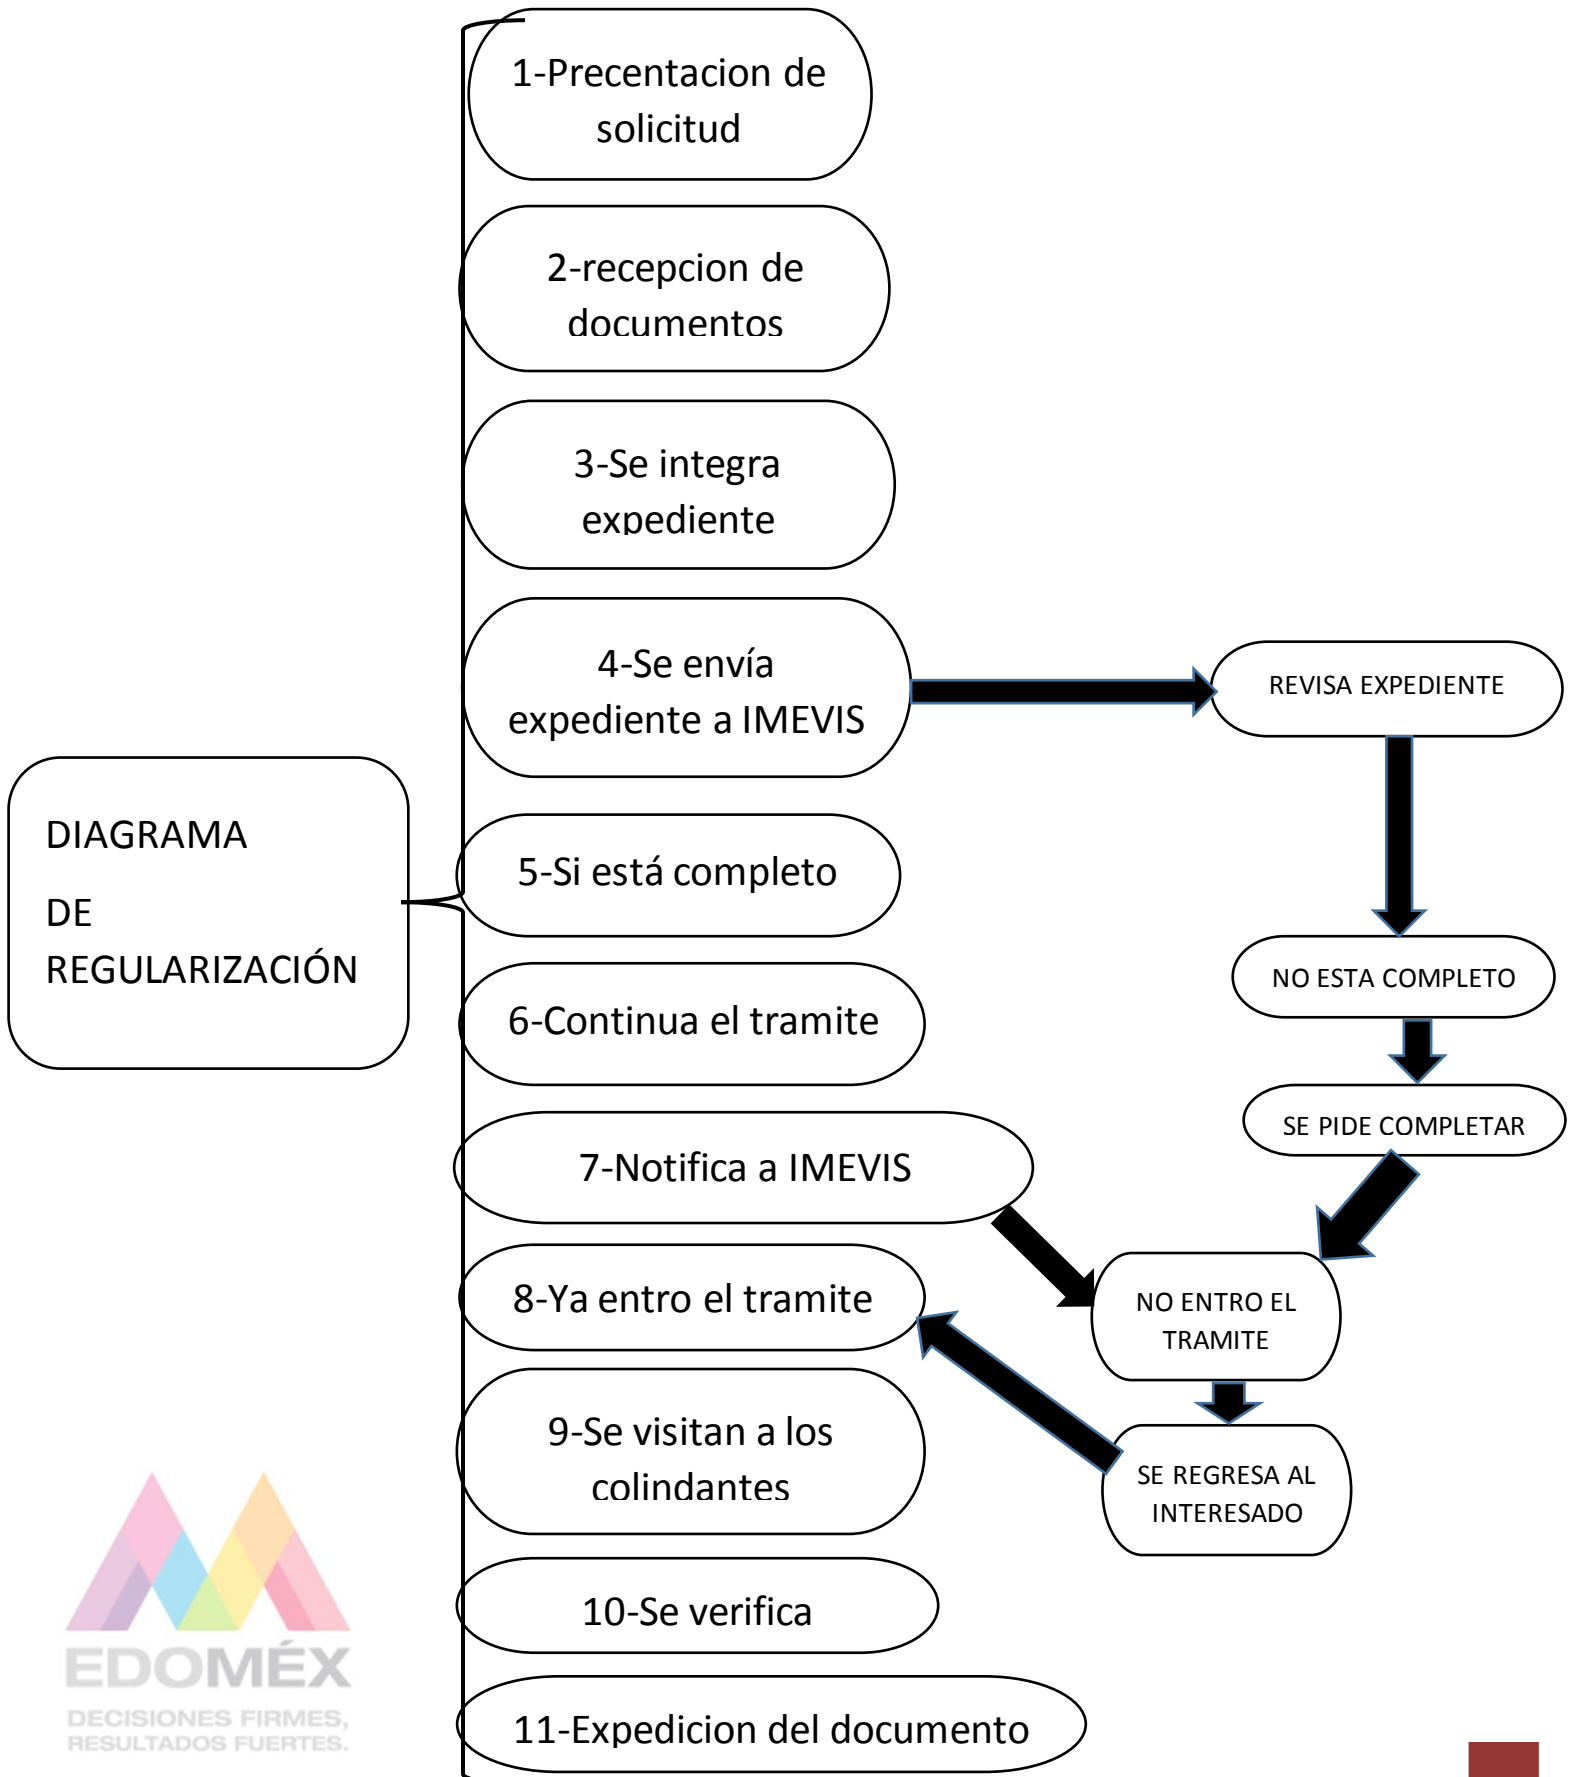 1-Precentacion de
solicitud
2-recepcion de
documentos
3-Se integra
expediente
4-Se envía
expediente a IMEVIS
REVISA EXPEDIENTE
DIAGRAMA
DE
REGULARIZACIÓN
5-Si está completo
NO ESTA COMPLETO
6-Continua el tramite
SE PIDE COMPLETAR
7-Notifica a IMEVIS
8-Ya entro el tramite
NO ENTRO EL
TRAMITE
9-Se visitan a los
colindantes
SE REGRESA AL
INTERESADO
10-Se verifica
11-Expedicion del documento
EDOMÉX
DECISIONES FIRMES,
RESULTADOS FUERTES.